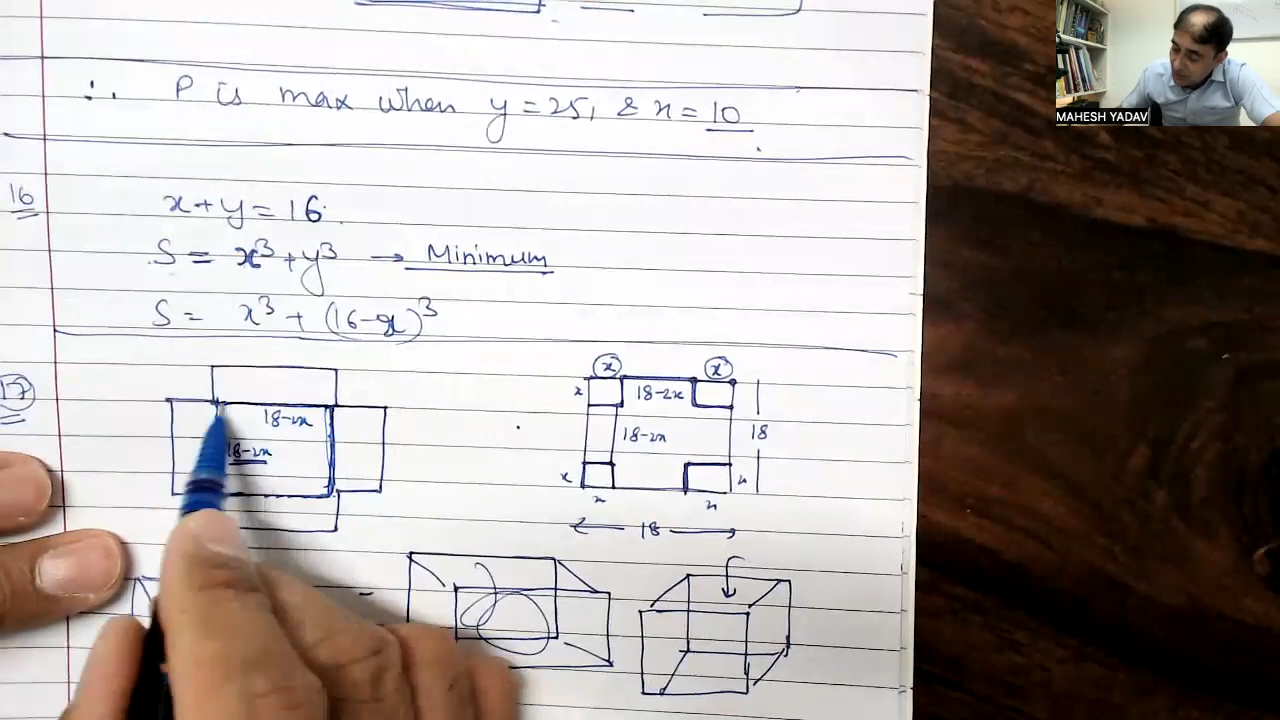 MAHESH YADAV
∴ P is max when y = 25, & x = 10
16
x + y = 16.
S = x³ + y³ → Minimum
S = x³ + (16-x)³
17
x x
x 18-2x
18-2x
18-2x
18-2x
18
x x
x x
18